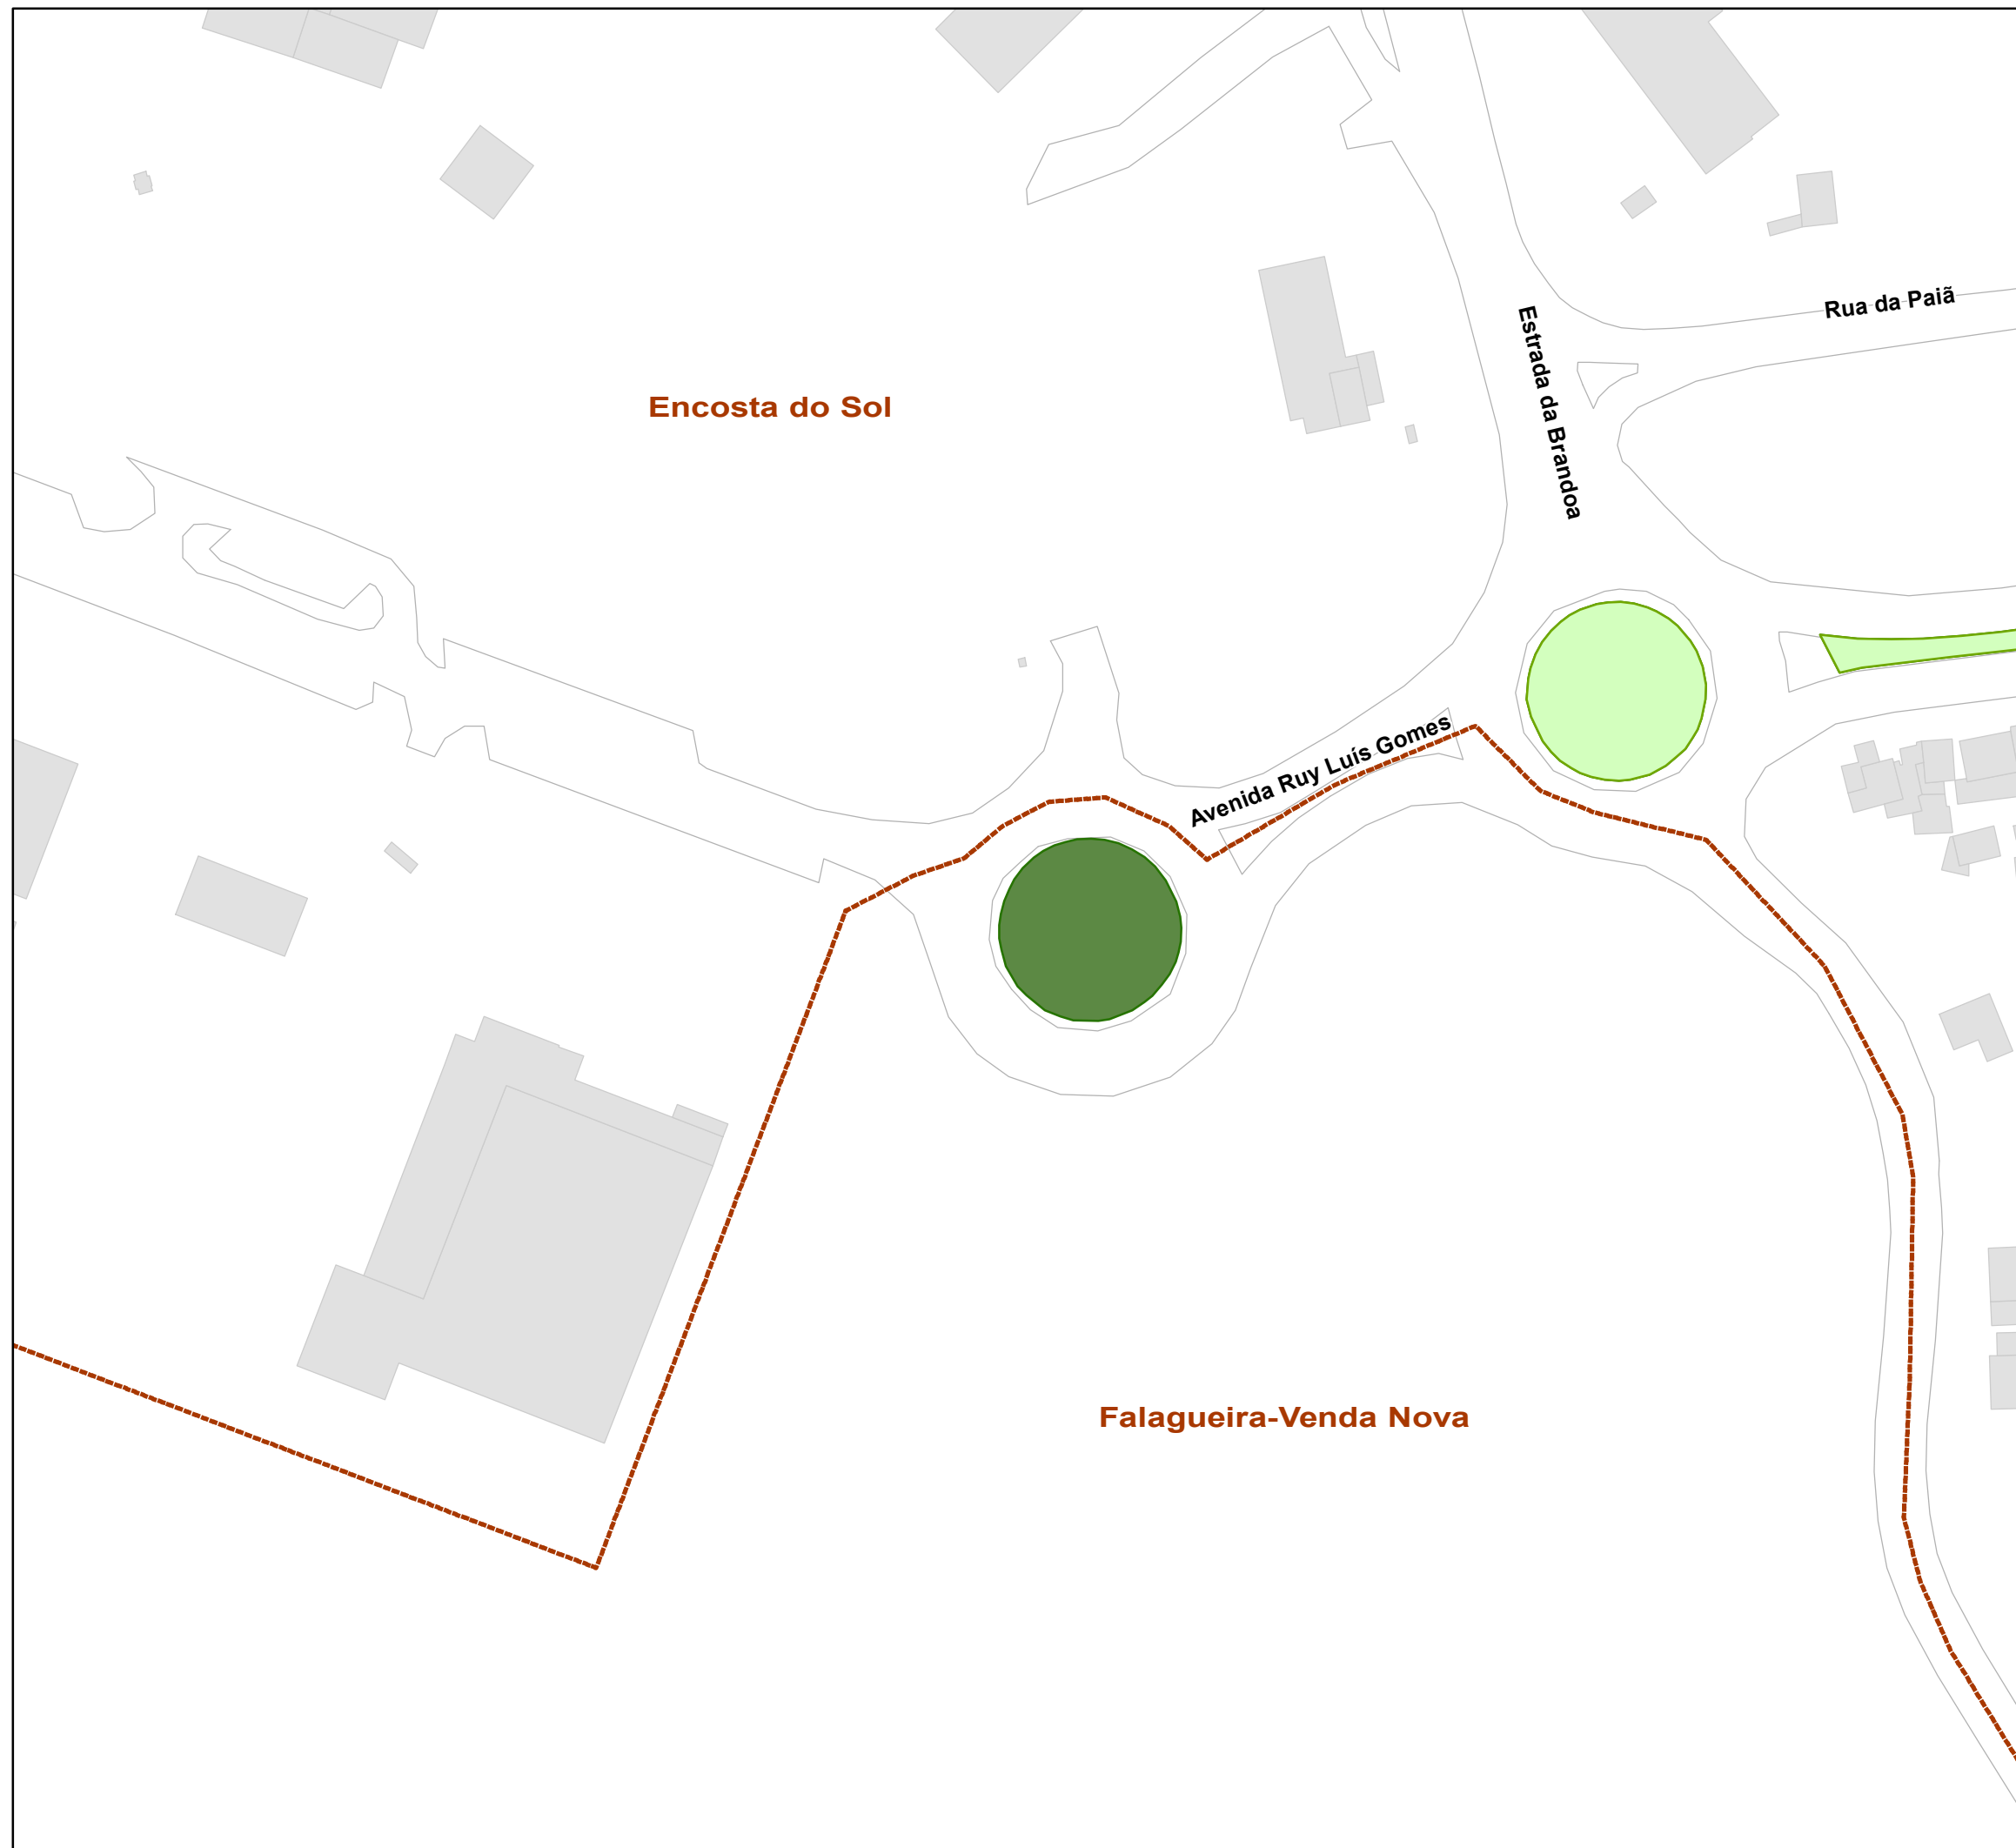 Rua da Paiã
Estrada da Brandoa
Encosta do Sol
Avenida Ruy Luís Gomes
Falagueira-Venda Nova